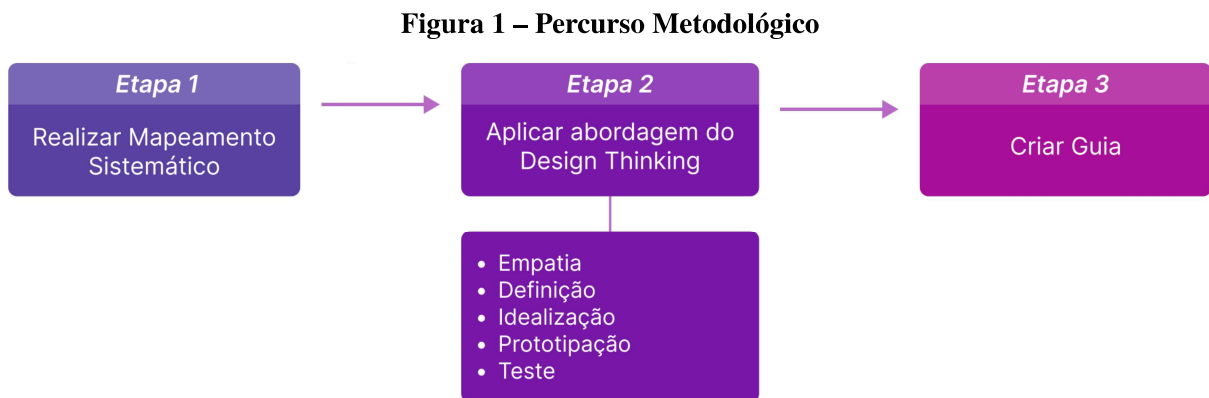 Figura 1 – Percurso Metodológico
Etapa 1
Realizar Mapeamento
Sistemático
Etapa 2
Aplicar abordagem do
Design Thinking
• Empatia
• Definição
• Idealização
• Prototipação
• Teste
Etapa 3
Criar Guia